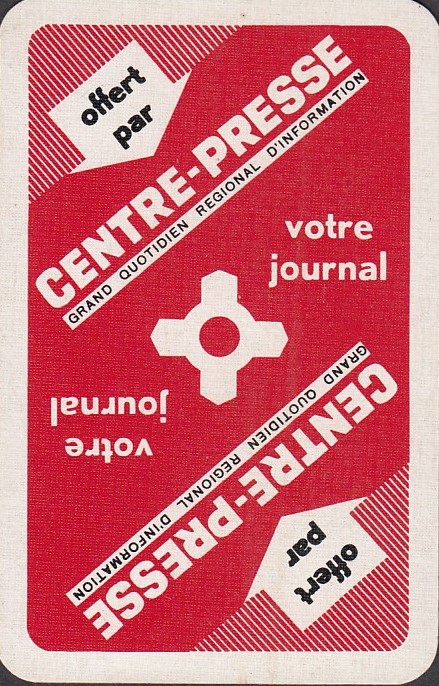 offert
par
CENTRE-PRESSE
GRAND QUOTIDIEN REGIONAL D'INFORMATION
votre
journal
votre
journal
GRAND QUOTIDIEN REGIONAL D'INFORMATION
CENTRE-PRESSE
offert
par